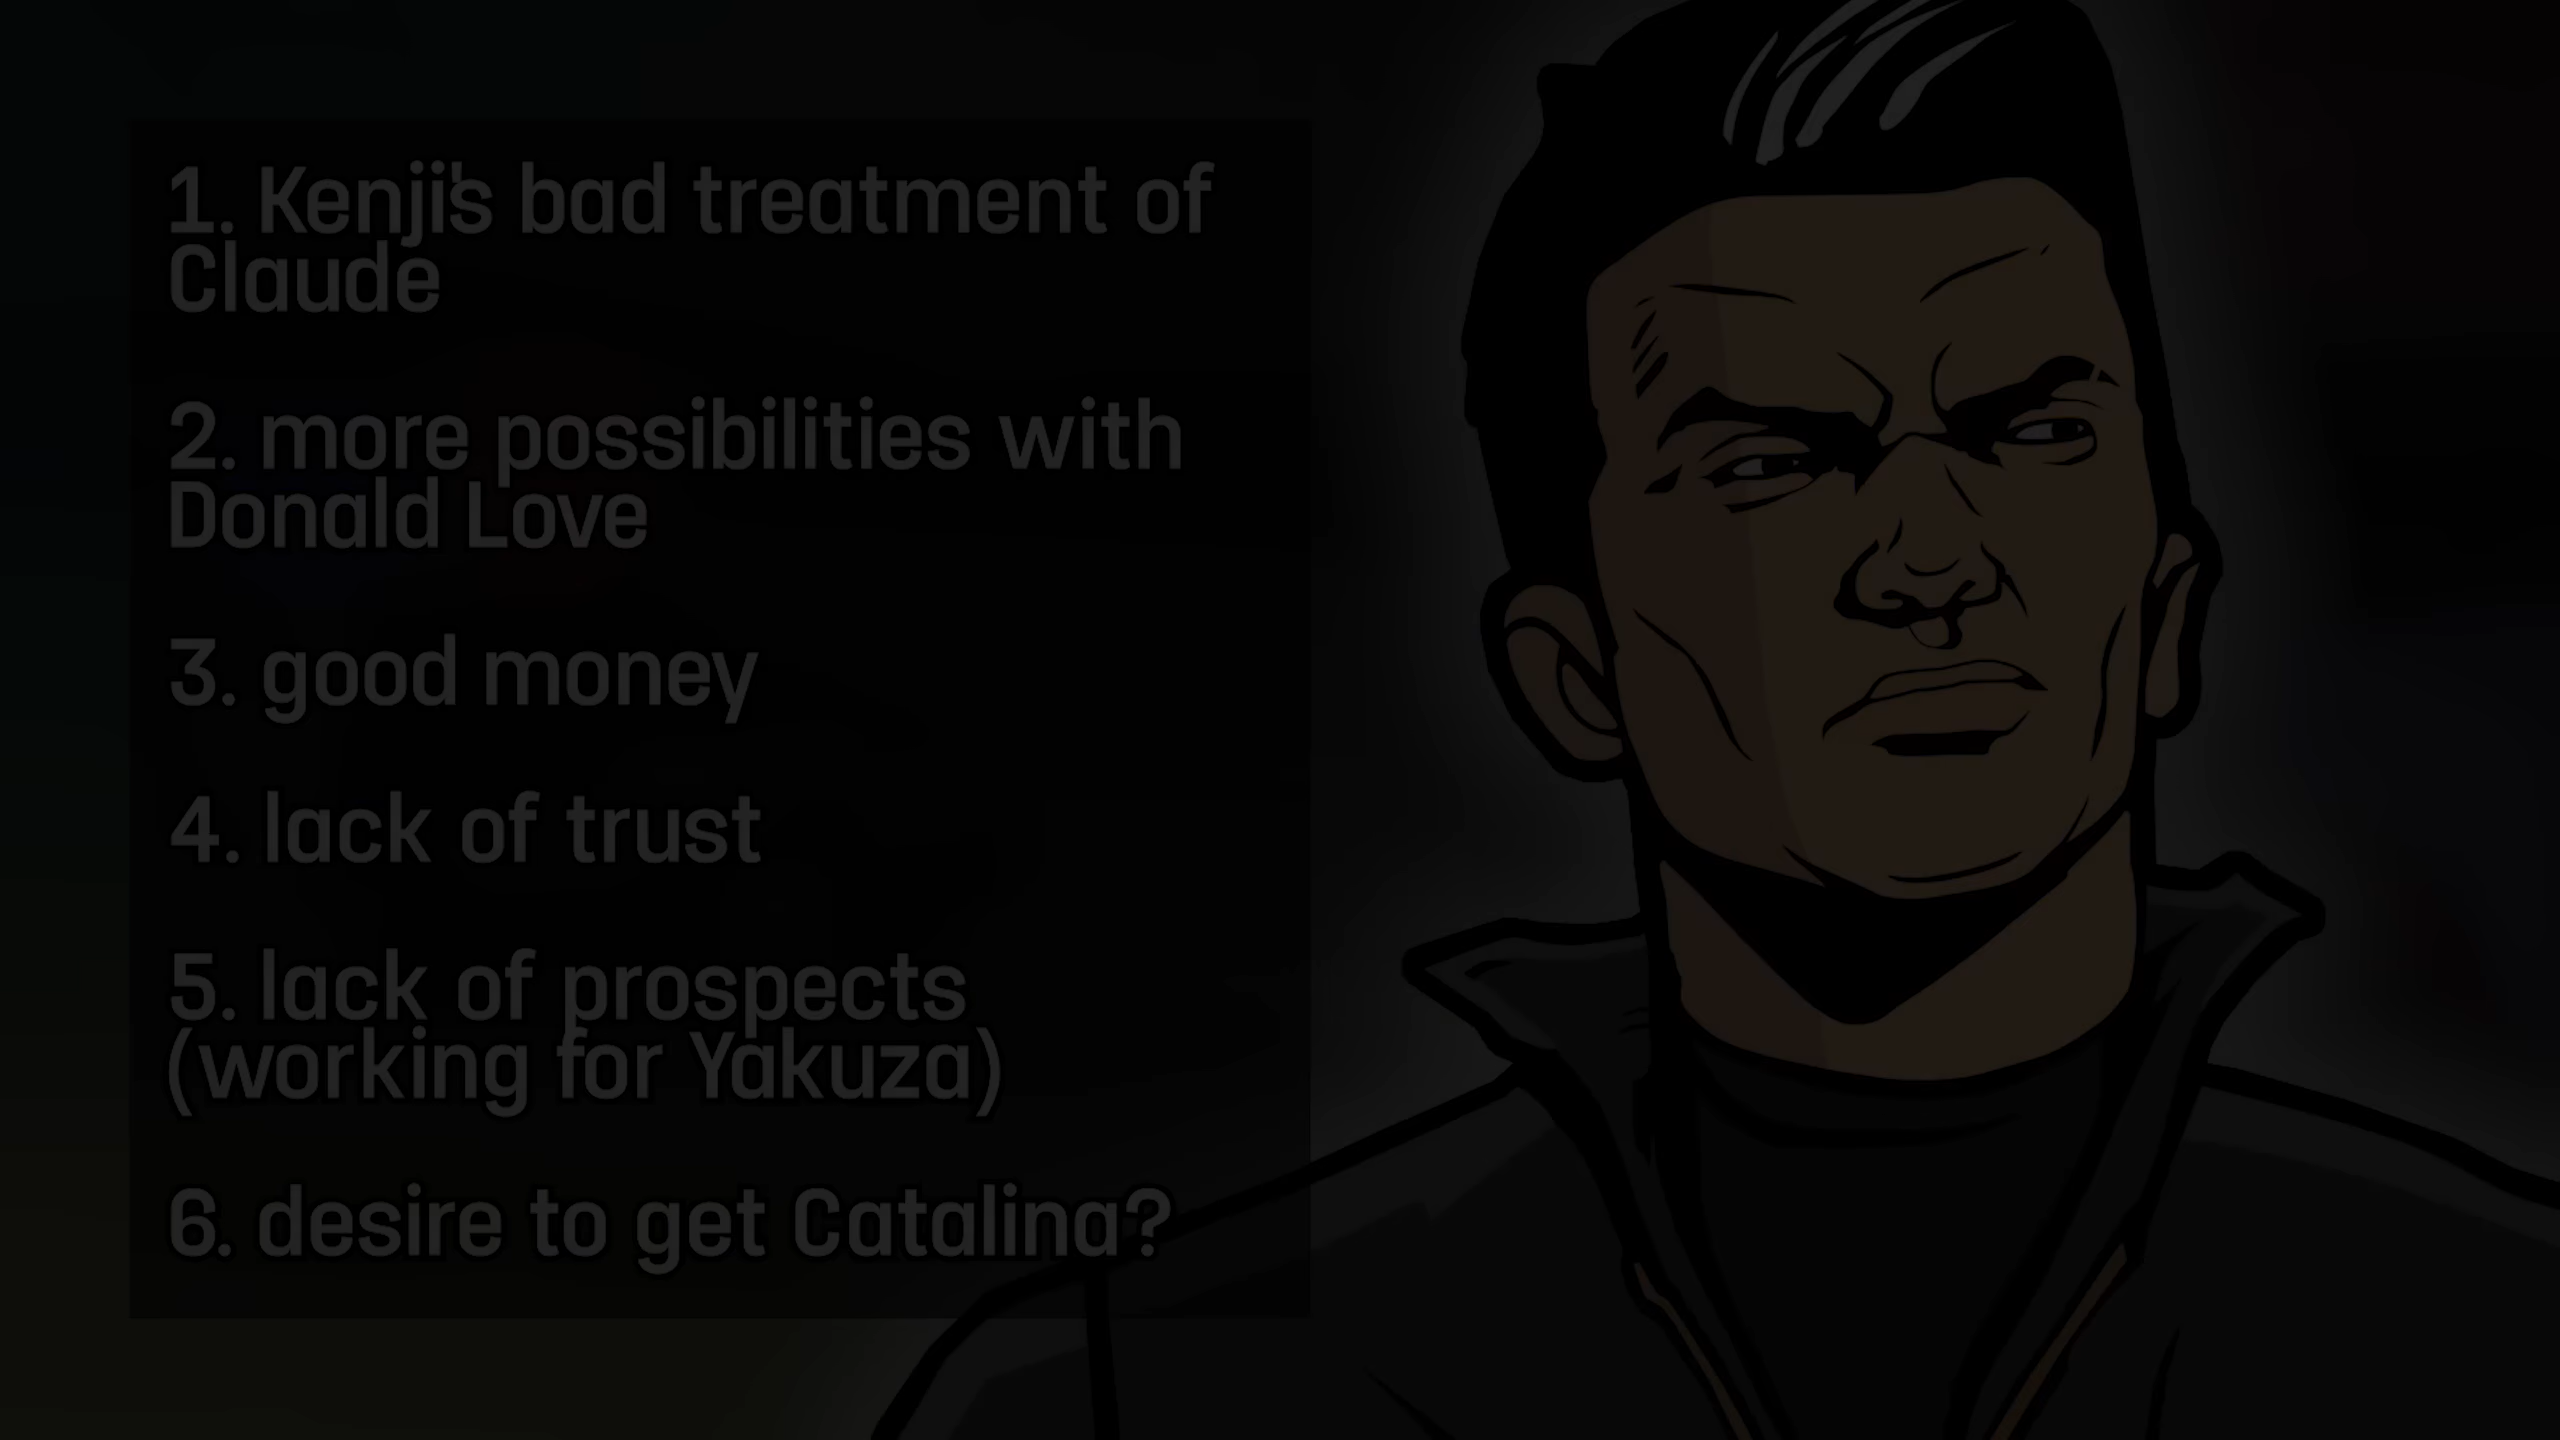 1. Kenji's bad treatment of
Claude
2. more possibilities with
Donald Love
3. good money
4. lack of trust
5. lack of prospects
(working for Yakuza)
6. desire to get Catalina?